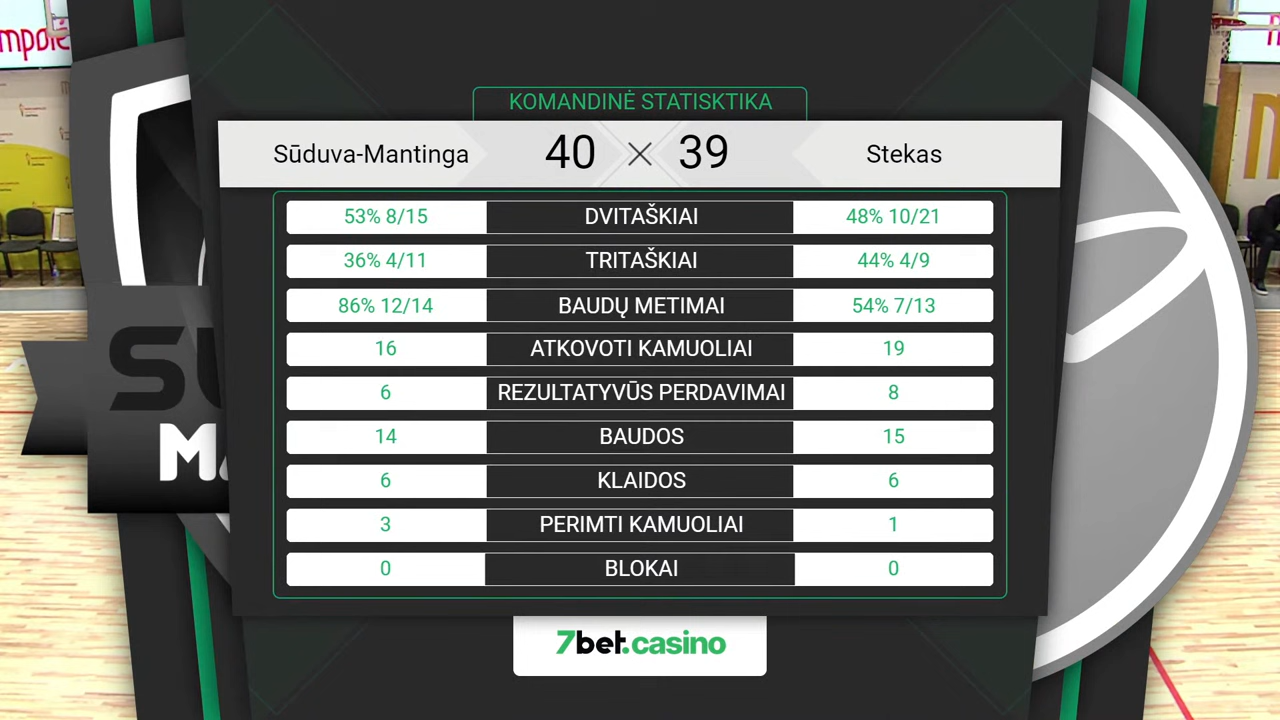 KOMANDINĖ STATISKTIKA
Sūduva-Mantinga 40 × 39 Stekas
53% 8/15 DVITAŠKIAI 48% 10/21
36% 4/11 TRITAŠKIAI 44% 4/9
86% 12/14 BAUDŲ METIMAI 54% 7/13
16 ATKOVOTI KAMUOLIAI 19
6 REZULTATYVŪS PERDAVIMAI 8
14 BAUDOS 15
6 KLAIDOS 6
3 PERIMTI KAMUOLIAI 1
0 BLOKAI 0
7bet.casino